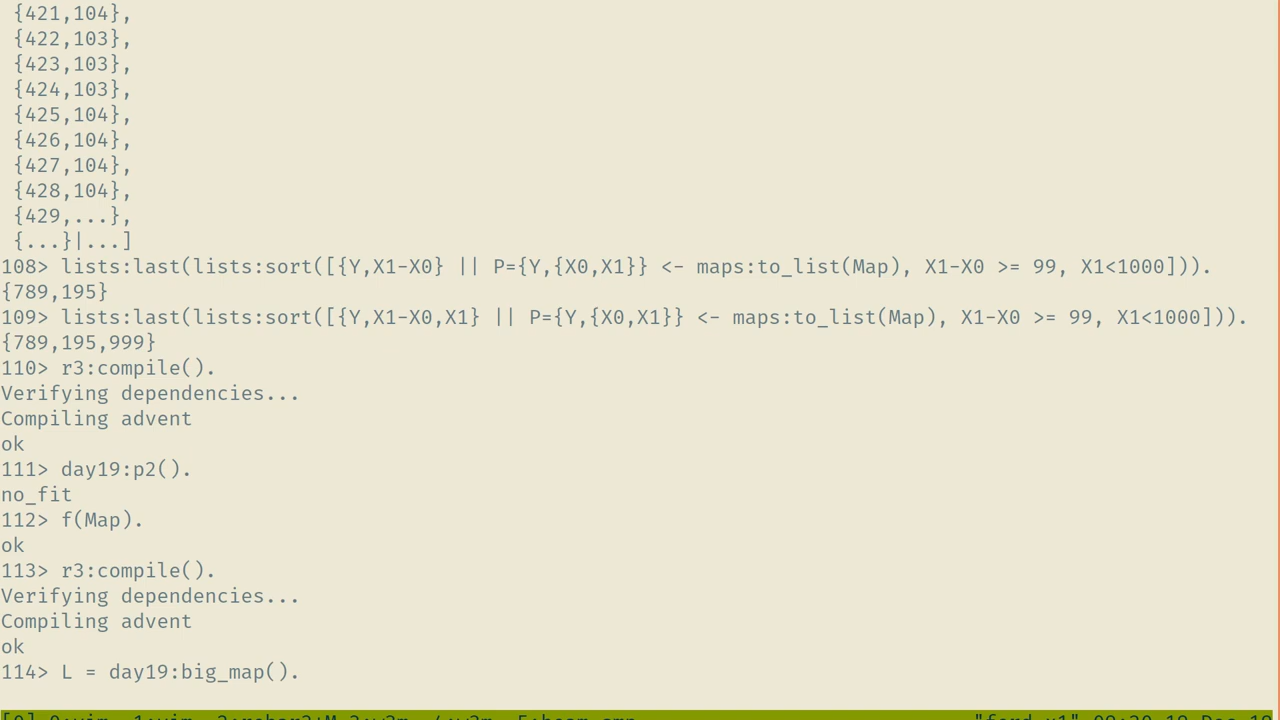 {421,104},
{422,103},
{423,103},
{424,103},
{425,104},
{426,104},
{427,104},
{428,104},
{429,...},
{...}|...]
108> lists:last(lists:sort([{Y,X1-X0} || P={Y,{X0,X1}} <- maps:to_list(Map), X1-X0 >= 99, X1<1000])).
{789,195}
109> lists:last(lists:sort([{Y,X1-X0,X1} || P={Y,{X0,X1}} <- maps:to_list(Map), X1-X0 >= 99, X1<1000])).
{789,195,999}
110> r3:compile().
Verifying dependencies...
Compiling advent
ok
111> day19:p2().
no_fit
112> f(Map).
ok
113> r3:compile().
Verifying dependencies...
Compiling advent
ok
114> L = day19:big_map().